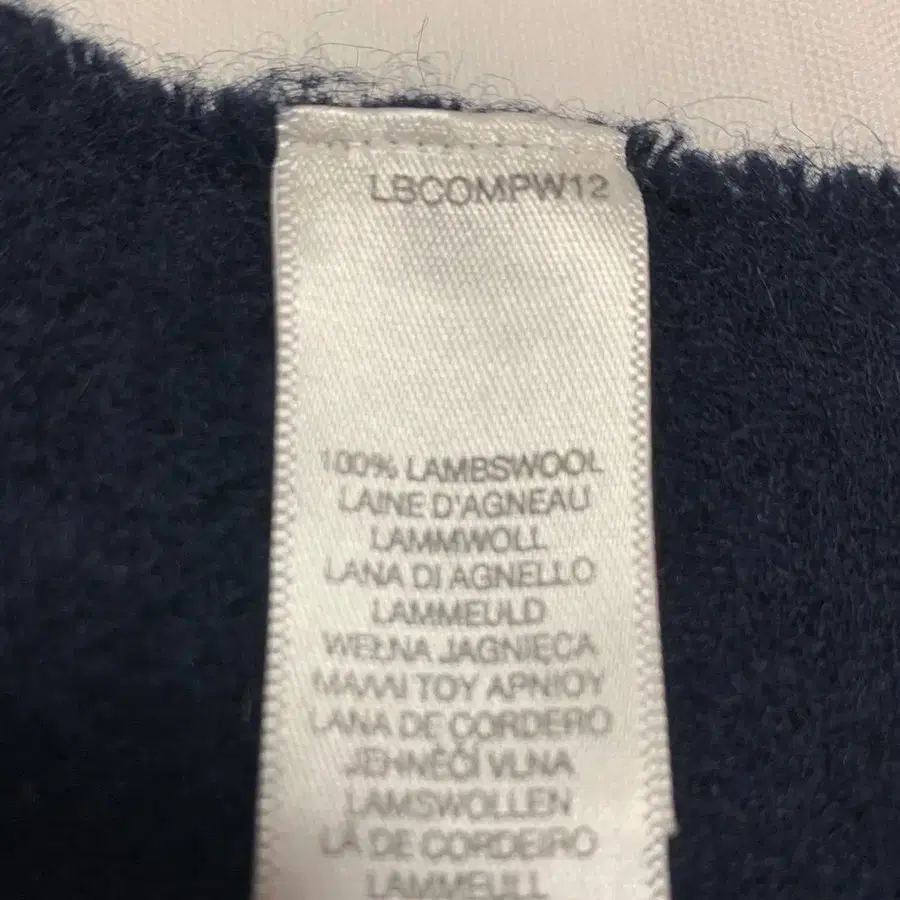 LBCOMPW12
100% LAMBSWOOL
LAINE D'AGNEAU
LAMMWOLL
LANA DI AGNELLO
LAMMEULD
WEŁNA JAGNIĘCA
ΜΑΛΛΙ ΤΟΥ ΑΡΝΙΟΥ
LANA DE CORDERO
JEHNĚČÍ VLNA
LAMSWOLLEN
LÃ DE CORDEIRO
LAMMEULL